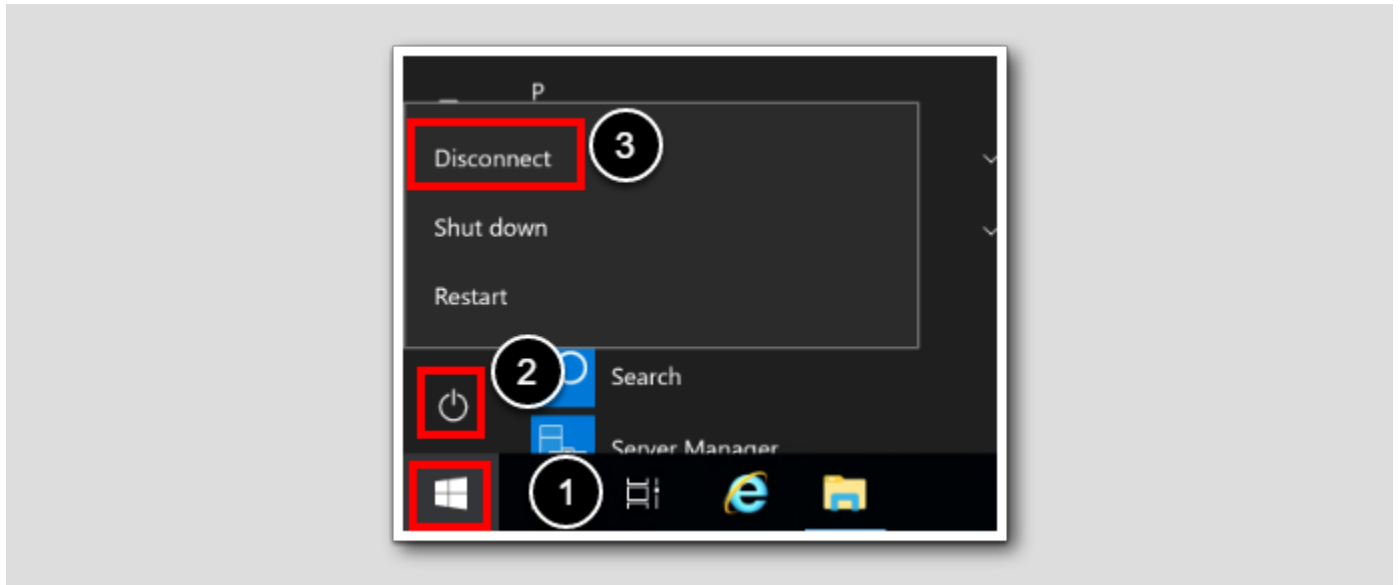 P
Disconnect
3
Shut down
Restart
2
Search
Server Manager
1